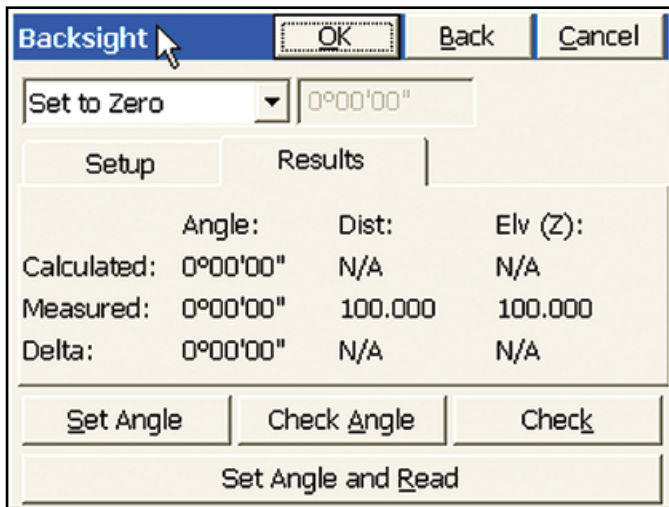 Backsight OK Back Cancel
Set to Zero 0°00'00"
Setup Results
Angle: Dist: Elv (Z):
Calculated: 0°00'00" N/A N/A
Measured: 0°00'00" 100.000 100.000
Delta: 0°00'00" N/A N/A
Set Angle Check Angle Check
Set Angle and Read